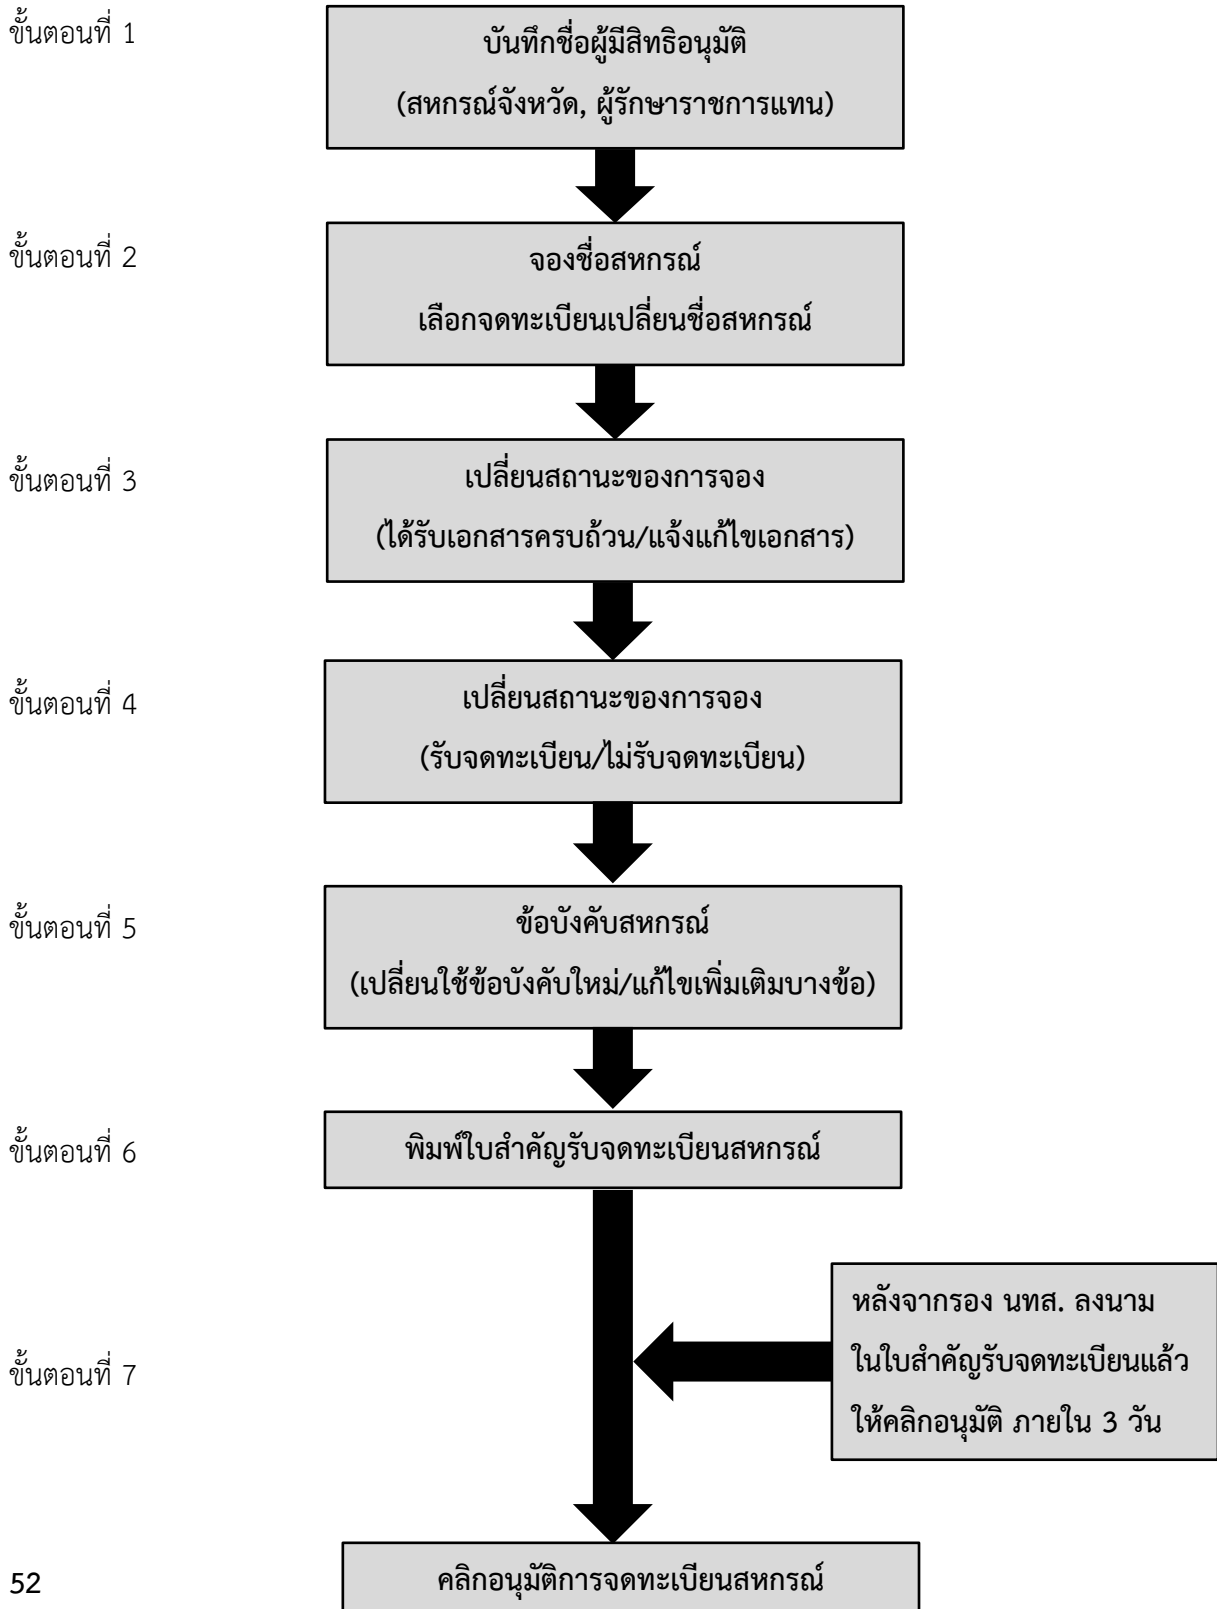 ขั้นตอนที่ 1
บันทึกชื่อผู้มีสิทธิอนุมัติ
(สหกรณ์จังหวัด, ผู้รักษาราชการแทน)
ขั้นตอนที่ 2
จองชื่อสหกรณ์
เลือกจดทะเบียนเปลี่ยนชื่อสหกรณ์
ขั้นตอนที่ 3
เปลี่ยนสถานะของการจอง
(ได้รับเอกสารครบถ้วน/แจ้งแก้ไขเอกสาร)
ขั้นตอนที่ 4
เปลี่ยนสถานะของการจอง
(รับจดทะเบียน/ไม่รับจดทะเบียน)
ขั้นตอนที่ 5
ข้อบังคับสหกรณ์
(เปลี่ยนใช้ข้อบังคับใหม่/แก้ไขเพิ่มเติมบางข้อ)
ขั้นตอนที่ 6
พิมพ์ใบสำคัญรับจดทะเบียนสหกรณ์
ขั้นตอนที่ 7
หลังจากรอง นทส. ลงนาม
ในใบสำคัญรับจดทะเบียนแล้ว
ให้คลิกอนุมัติ ภายใน 3 วัน
คลิกอนุมัติการจดทะเบียนสหกรณ์
52